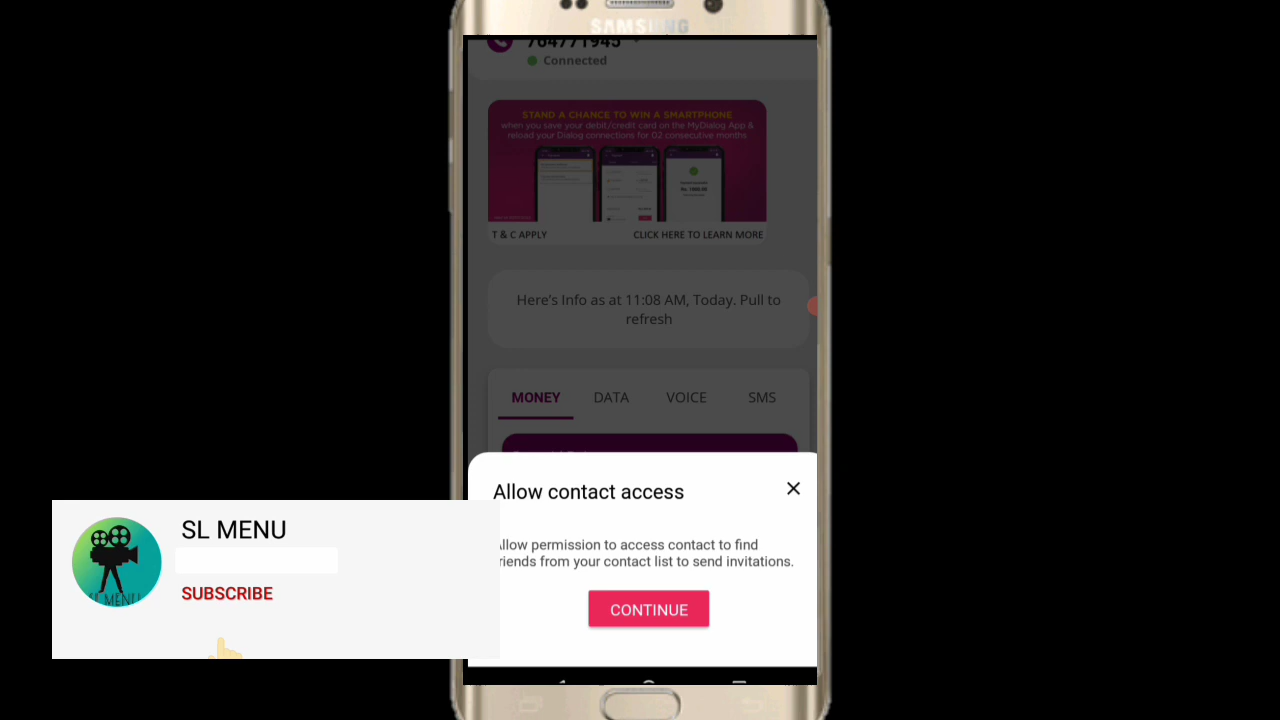 SAMSUNG
764771945
Connected
STAND A CHANCE TO WIN A SMARTPHONE
when you save your debit/credit card on the MyDialog App &
reload your Dialog connections for 02 consecutive months
T & C APPLY
CLICK HERE TO LEARN MORE
Here's Info as at 11:08 AM, Today. Pull to
refresh
MONEY
DATA
VOICE
SMS
Allow contact access
Allow permission to access contact to find
friends from your contact list to send invitations.
CONTINUE
SL MENU
SUBSCRIBE
SL MENU